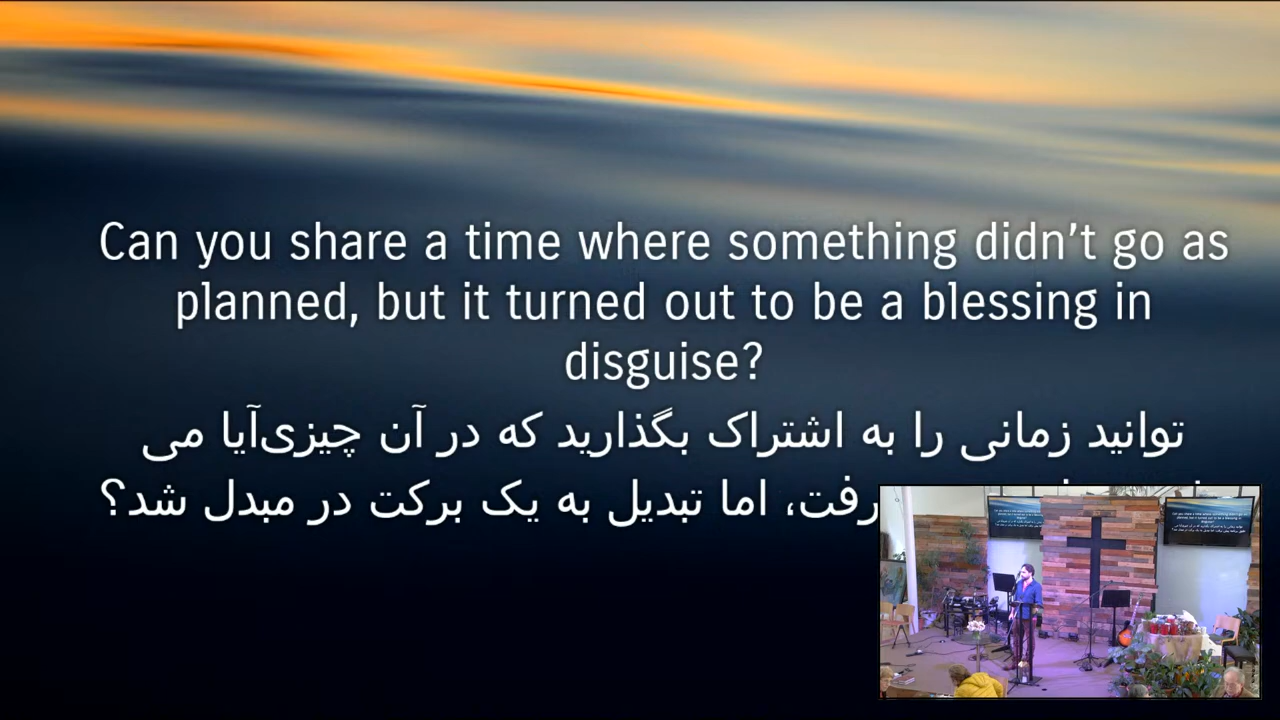 Can you share a time where something didn’t go as
planned, but it turned out to be a blessing in
disguise?
توانید زمانی را به اشتراک بگذارید که در آن چیزی‌آیا می
رفت، اما تبدیل به یک برکت در مبدل شد؟